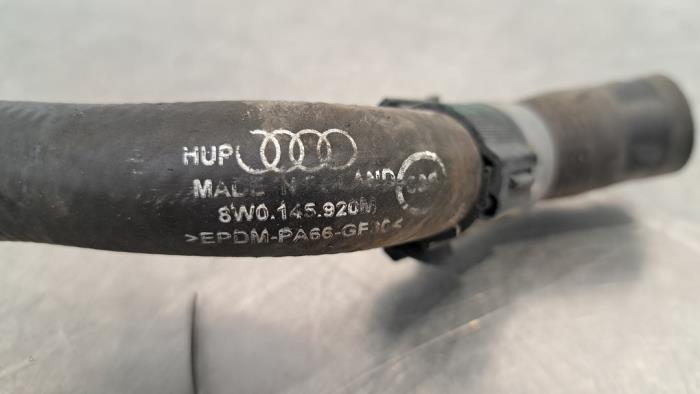 HUP
MADE IN POLAND
8W0.145.920M
>EPDM-PA66-GF30<